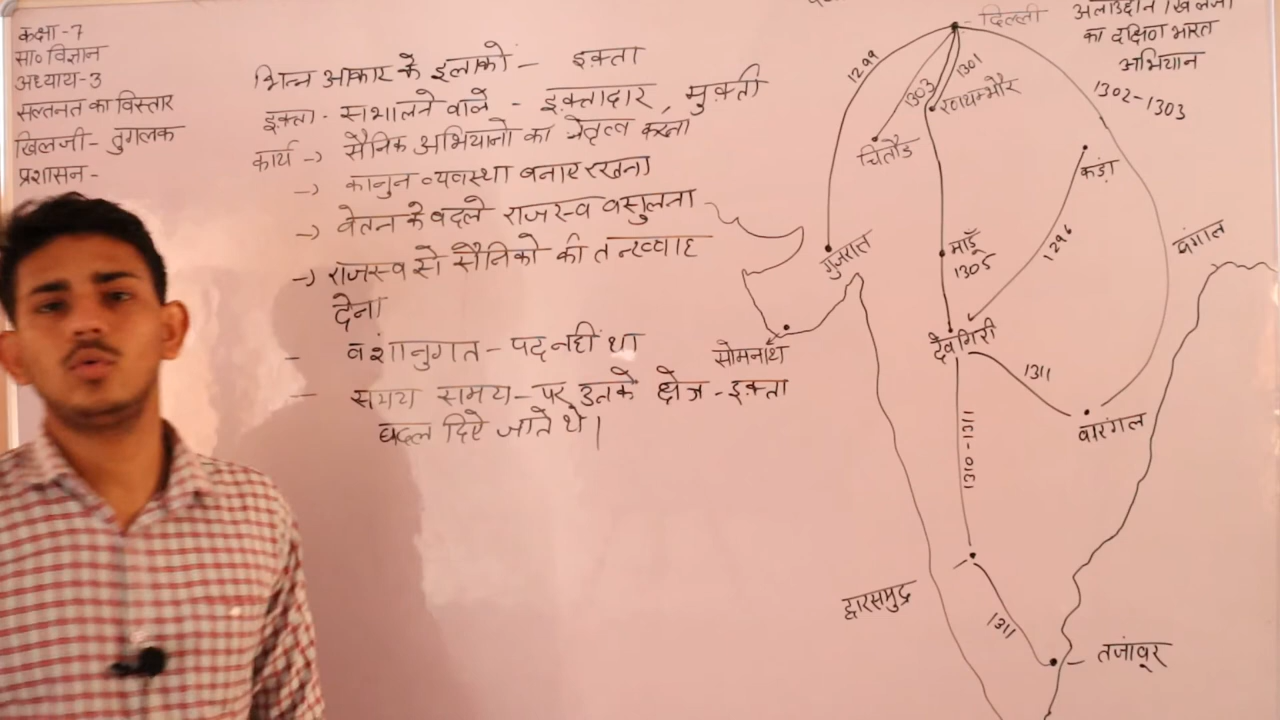 कक्षा-7
सा० विज्ञान
अध्याय-3
सल्तनत का विस्तार
खिलजी- तुगलक
प्रशासन-
भिन्न आकार के इलाको - इक़्ता
इक़्ता - सभालने वाले - इक़्तादार, मुक़्ती
कार्य -> सैनिक अभियानो का नेतृत्व करना
-> कानुन व्यवस्था बनाए रखना
-> वेतन के बदले राजस्व वसुलना
-> राजस्व से सैनिको की तनख्वाह
देना
- वंशानुगत - पद नहीं था
- समय समय - पर उनके क्षेत्र - इक़्ता
बदल दिऐ जाते थे।
अलाउद्दीन खिलजी
का दक्षिण भारत
अभियान
1302-1303
- दिल्ली
1299
1303
1301
रणथम्भौर
चितौड़
कड़ा
1296
गुजरात
माडूँ
1305
बंगाल
देवगिरी
सोमनाथ
1311
वारंगल
1310-1311
द्वारसमुद्र
1311
- तजांवूर